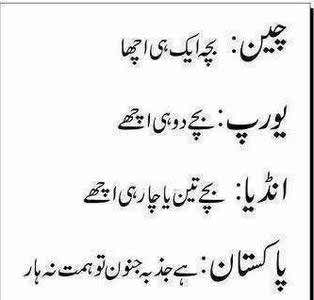 چین: بچہ ایک ہی اچھا
یورپ: بچے دو ہی اچھے
انڈیا: بچے تین یا چار ہی اچھے
پاکستان: ہے جذبہ جنون تو ہمت نہ ہار